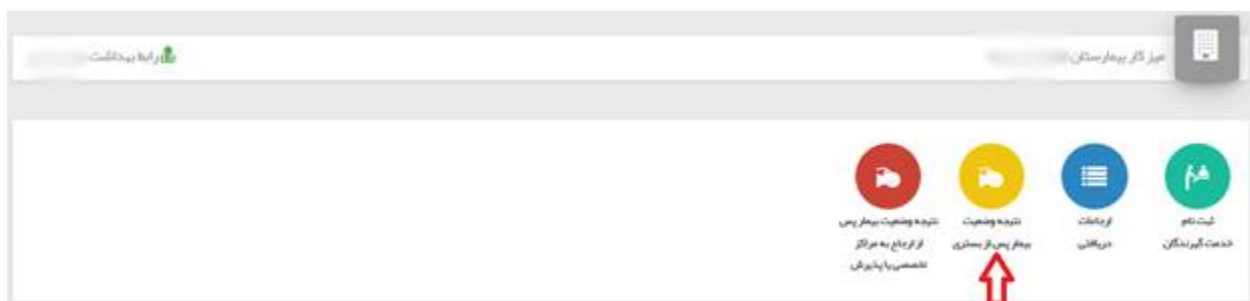 میز کار بیمارستان
رابط بهداشت
ثبت نام
خدمت گیرندگان
ارجاعات
دریافتی
نتیجه وضعیت
بیمار پس از بستری
نتیجه وضعیت بیمار پس
از ارجاع به مراکز
تخصصی یا پذیرش